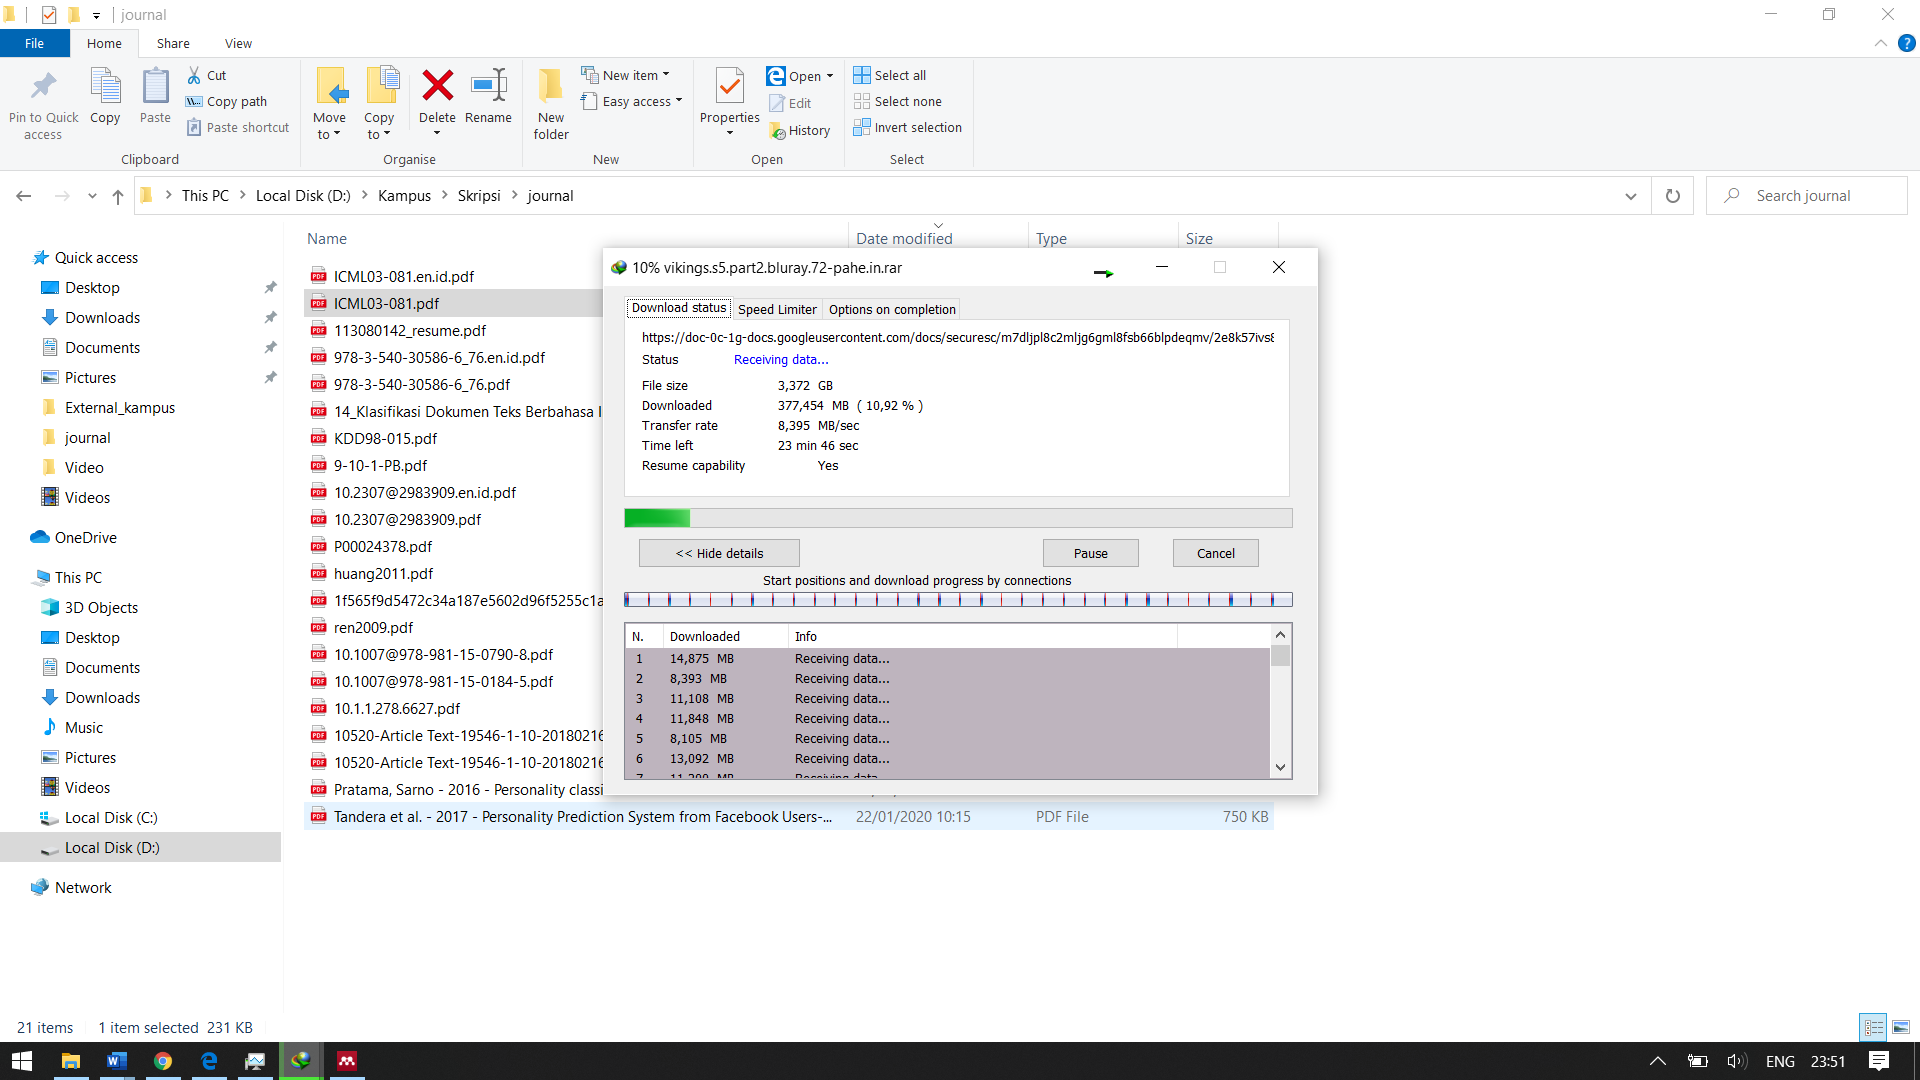 journal
File
Home
Share
View
Pin to Quick access
Copy
Paste
Cut
Copy path
Paste shortcut
Clipboard
Move to
Copy to
Delete
Rename
Organise
New folder
New item
Easy access
New
Properties
Open
Edit
History
Open
Select all
Select none
Invert selection
Select
This PC
Local Disk (D:)
Kampus
Skripsi
journal
Search journal
Quick access
Desktop
Downloads
Documents
Pictures
External_kampus
journal
Video
Videos
OneDrive
This PC
3D Objects
Desktop
Documents
Downloads
Music
Pictures
Videos
Local Disk (C:)
Local Disk (D:)
Network
Name
Date modified
Type
Size
ICML03-081.en.id.pdf
ICML03-081.pdf
113080142_resume.pdf
978-3-540-30586-6_76.en.id.pdf
978-3-540-30586-6_76.pdf
14_Klasifikasi Dokumen Teks Berbahasa I
KDD98-015.pdf
9-10-1-PB.pdf
10.2307@2983909.en.id.pdf
10.2307@2983909.pdf
P00024378.pdf
huang2011.pdf
1f565f9d5472c34a187e5602d96f5255c1a
ren2009.pdf
10.1007@978-981-15-0790-8.pdf
10.1007@978-981-15-0184-5.pdf
10.1.1.278.6627.pdf
10520-Article Text-19546-1-10-20180216
10520-Article Text-19546-1-10-20180216
Pratama, Sarno - 2016 - Personality classi
Tandera et al. - 2017 - Personality Prediction System from Facebook Users-... 22/01/2020 10:15 PDF File 750 KB
10% vikings.s5.part2.bluray.72-pahe.in.rar
Download status
Speed Limiter
Options on completion
https://doc-0c-1g-docs.googleusercontent.com/docs/securesc/m7dljpl8c2mljg6gml8fsb66blpdeqmv/2e8k57ivs8
Status Receiving data...
File size 3,372 GB
Downloaded 377,454 MB ( 10,92 % )
Transfer rate 8,395 MB/sec
Time left 23 min 46 sec
Resume capability Yes
<< Hide details
Pause
Cancel
Start positions and download progress by connections
N. Downloaded Info
1 14,875 MB Receiving data...
2 8,393 MB Receiving data...
3 11,108 MB Receiving data...
4 11,848 MB Receiving data...
5 8,105 MB Receiving data...
6 13,092 MB Receiving data...
21 items 1 item selected 231 KB
ENG 23:51